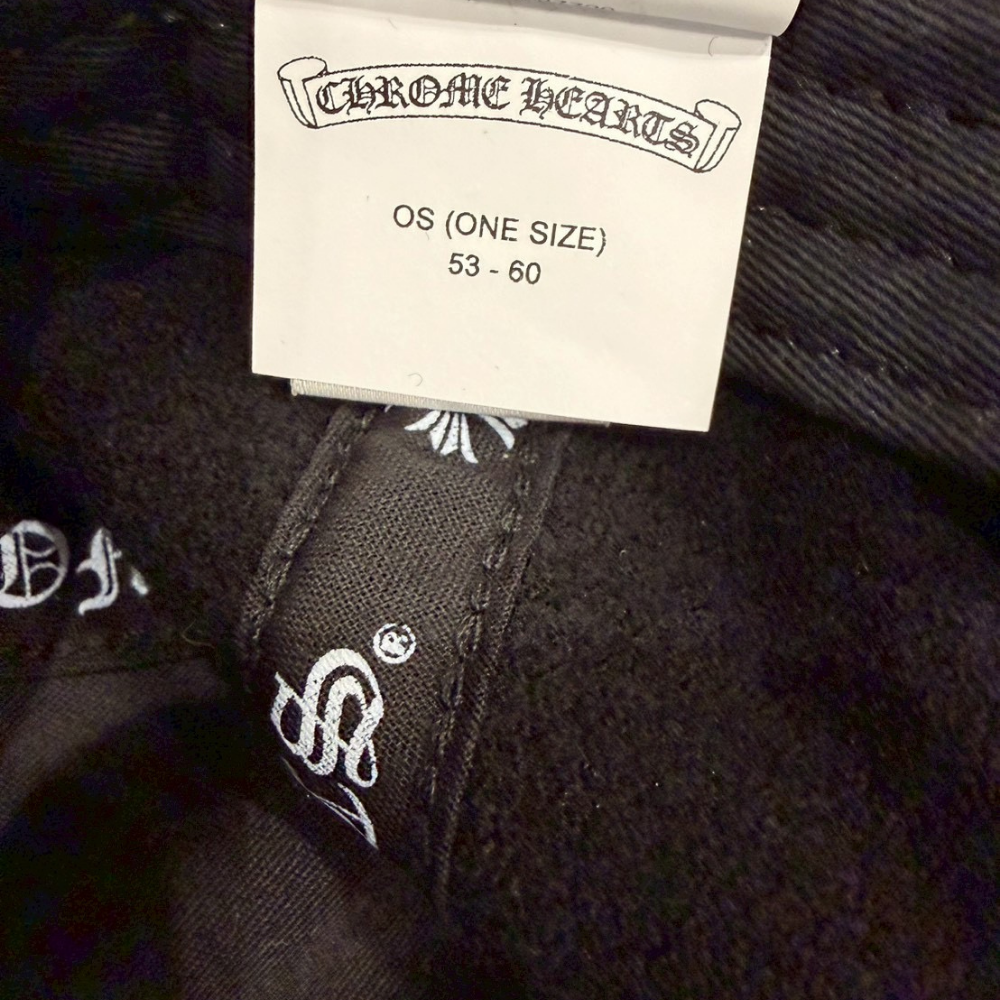 CHROME HEARTS
OS (ONE SIZE)
53 - 60
®